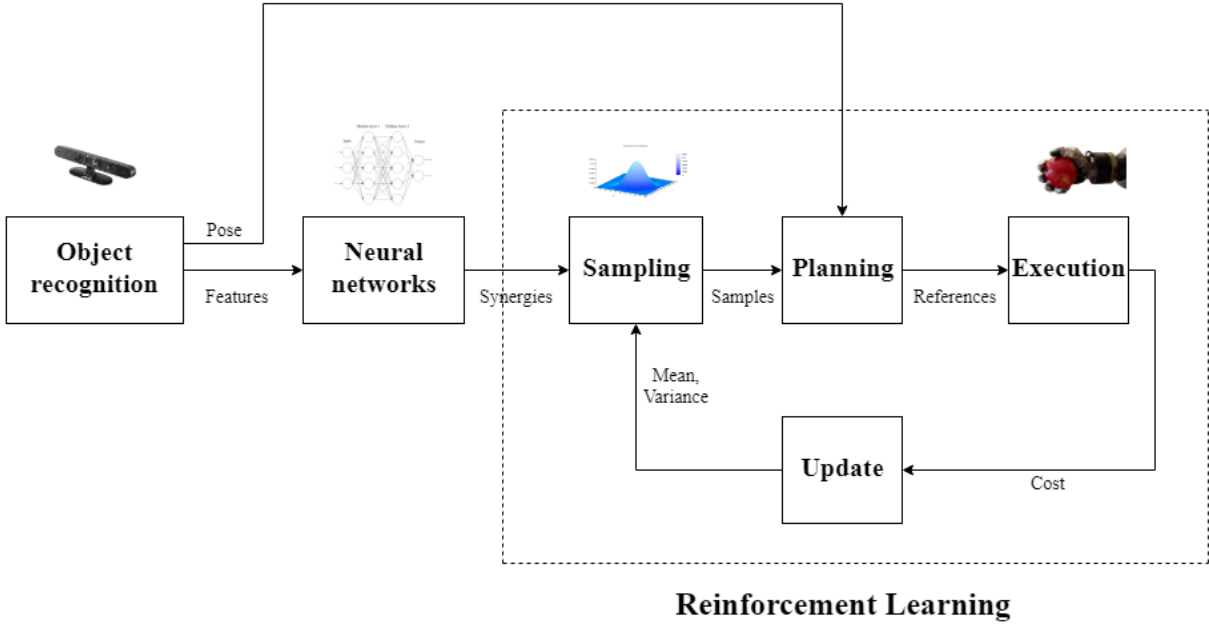 Pose
Object
recognition
Features
Neural
networks
Synergies
Sampling
Samples
Planning
References
Execution
Mean,
Variance
Update
Cost
Reinforcement Learning